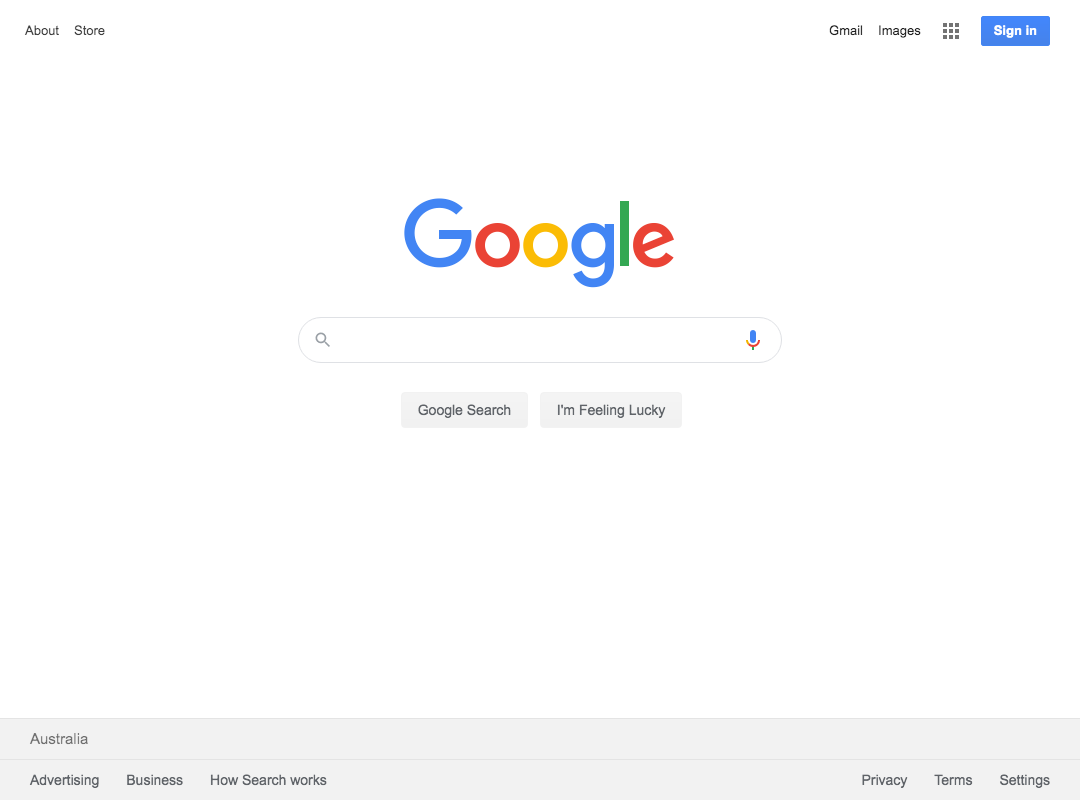 About Store Gmail Images Sign in
Google
Google Search I'm Feeling Lucky
Australia
Advertising Business How Search works Privacy Terms Settings